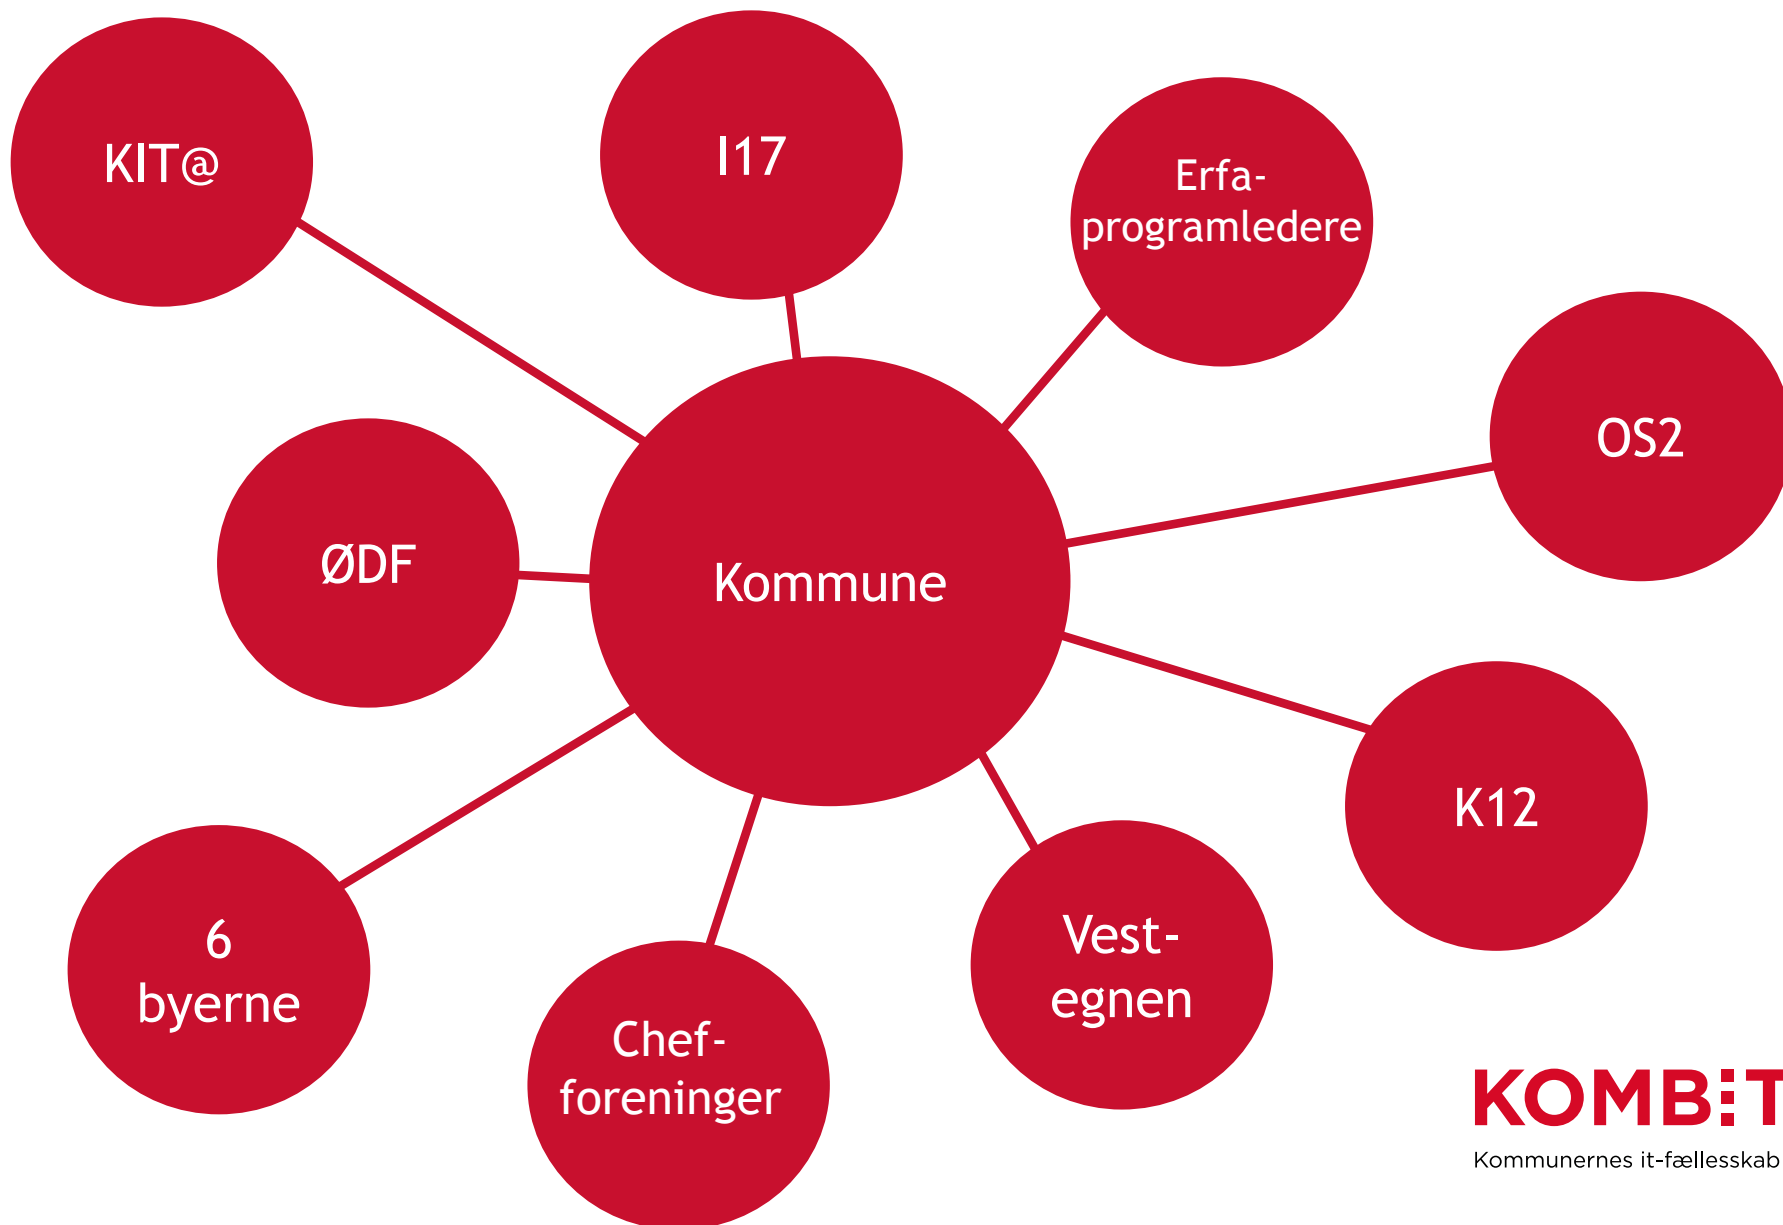 KIT@
I17
Erfa-
programledere
OS2
ØDF
Kommune
K12
6
byerne
Chef-
foreninger
Vest-
egnen
KOMBIT
Kommunernes it-fællesskab